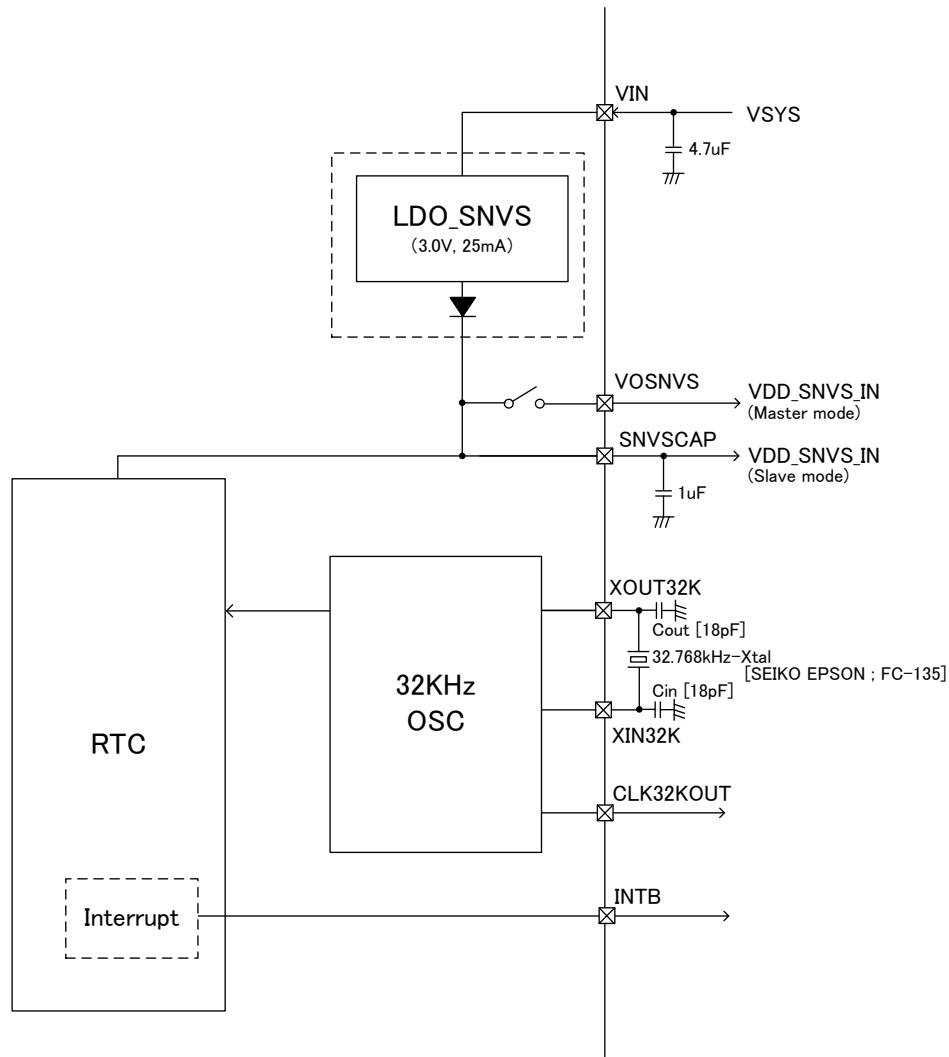 VIN
VSYS
4.7uF
LDO_SNVS
(3.0V, 25mA)
VOSNVS
VDD_SNVS_IN
(Master mode)
SNVSCAP
VDD_SNVS_IN
(Slave mode)
1uF
XOUT32K
Cout [18pF]
32.768kHz-Xtal
[SEIKO EPSON ; FC-135]
Cin [18pF]
XIN32K
32KHz
OSC
RTC
CLK32KOUT
Interrupt
INTB